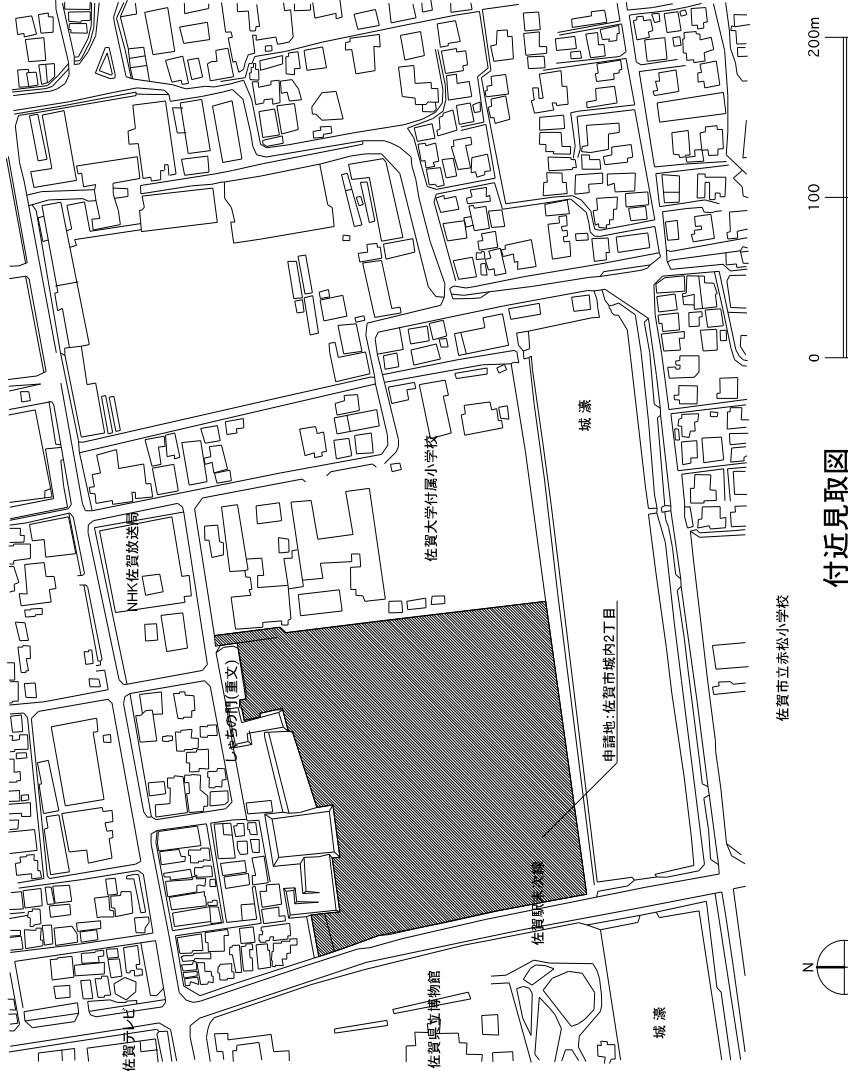 NHK佐賀放送局
しゃちの門(重文)
佐賀テレビ
佐賀大学付属小学校
佐賀県立博物館
佐賀駅末次線
城濠
申請地:佐賀市城内2丁目
城濠
佐賀市立赤松小学校
付近見取図
N
0
100
200m